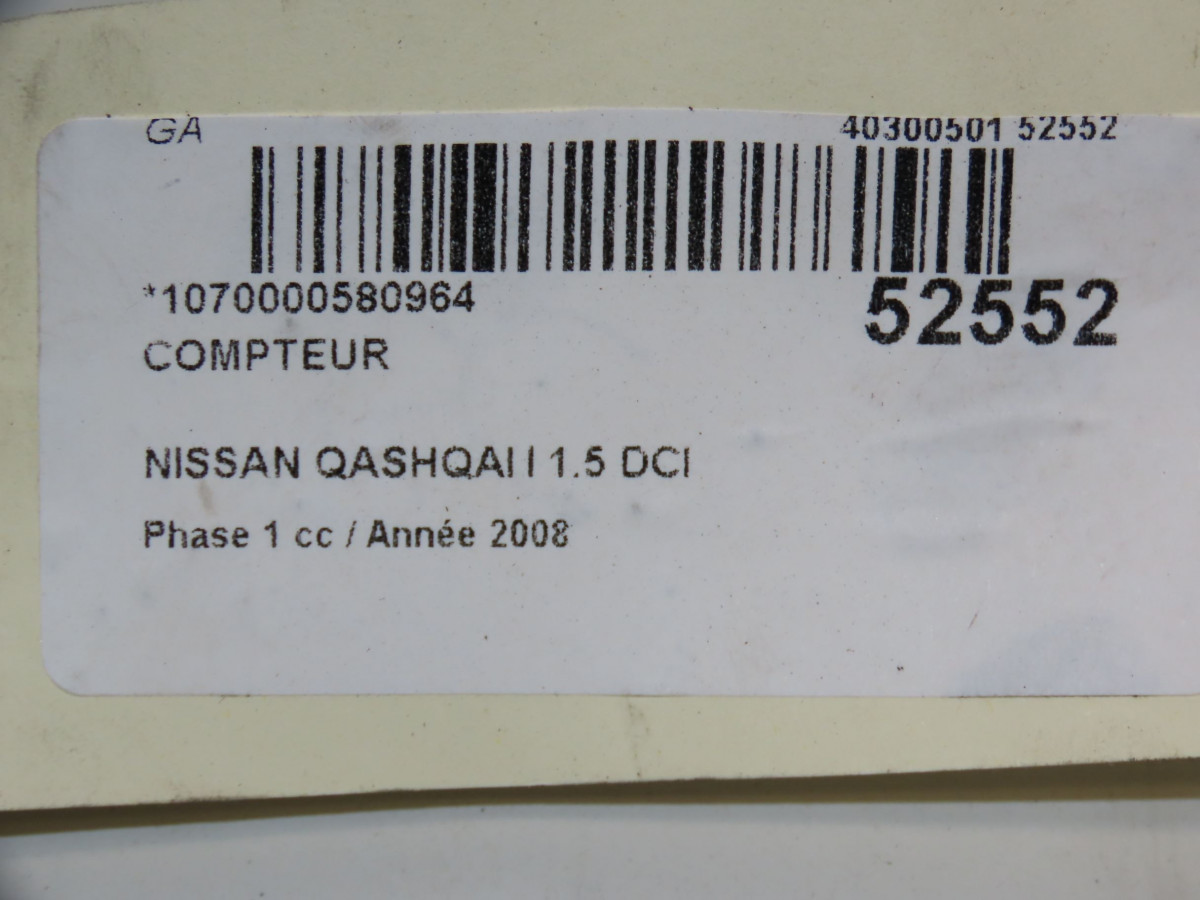 GA 40300501 52552
*1070000580964 52552
COMPTEUR
NISSAN QASHQAI I 1.5 DCI
Phase 1 cc / Année 2008